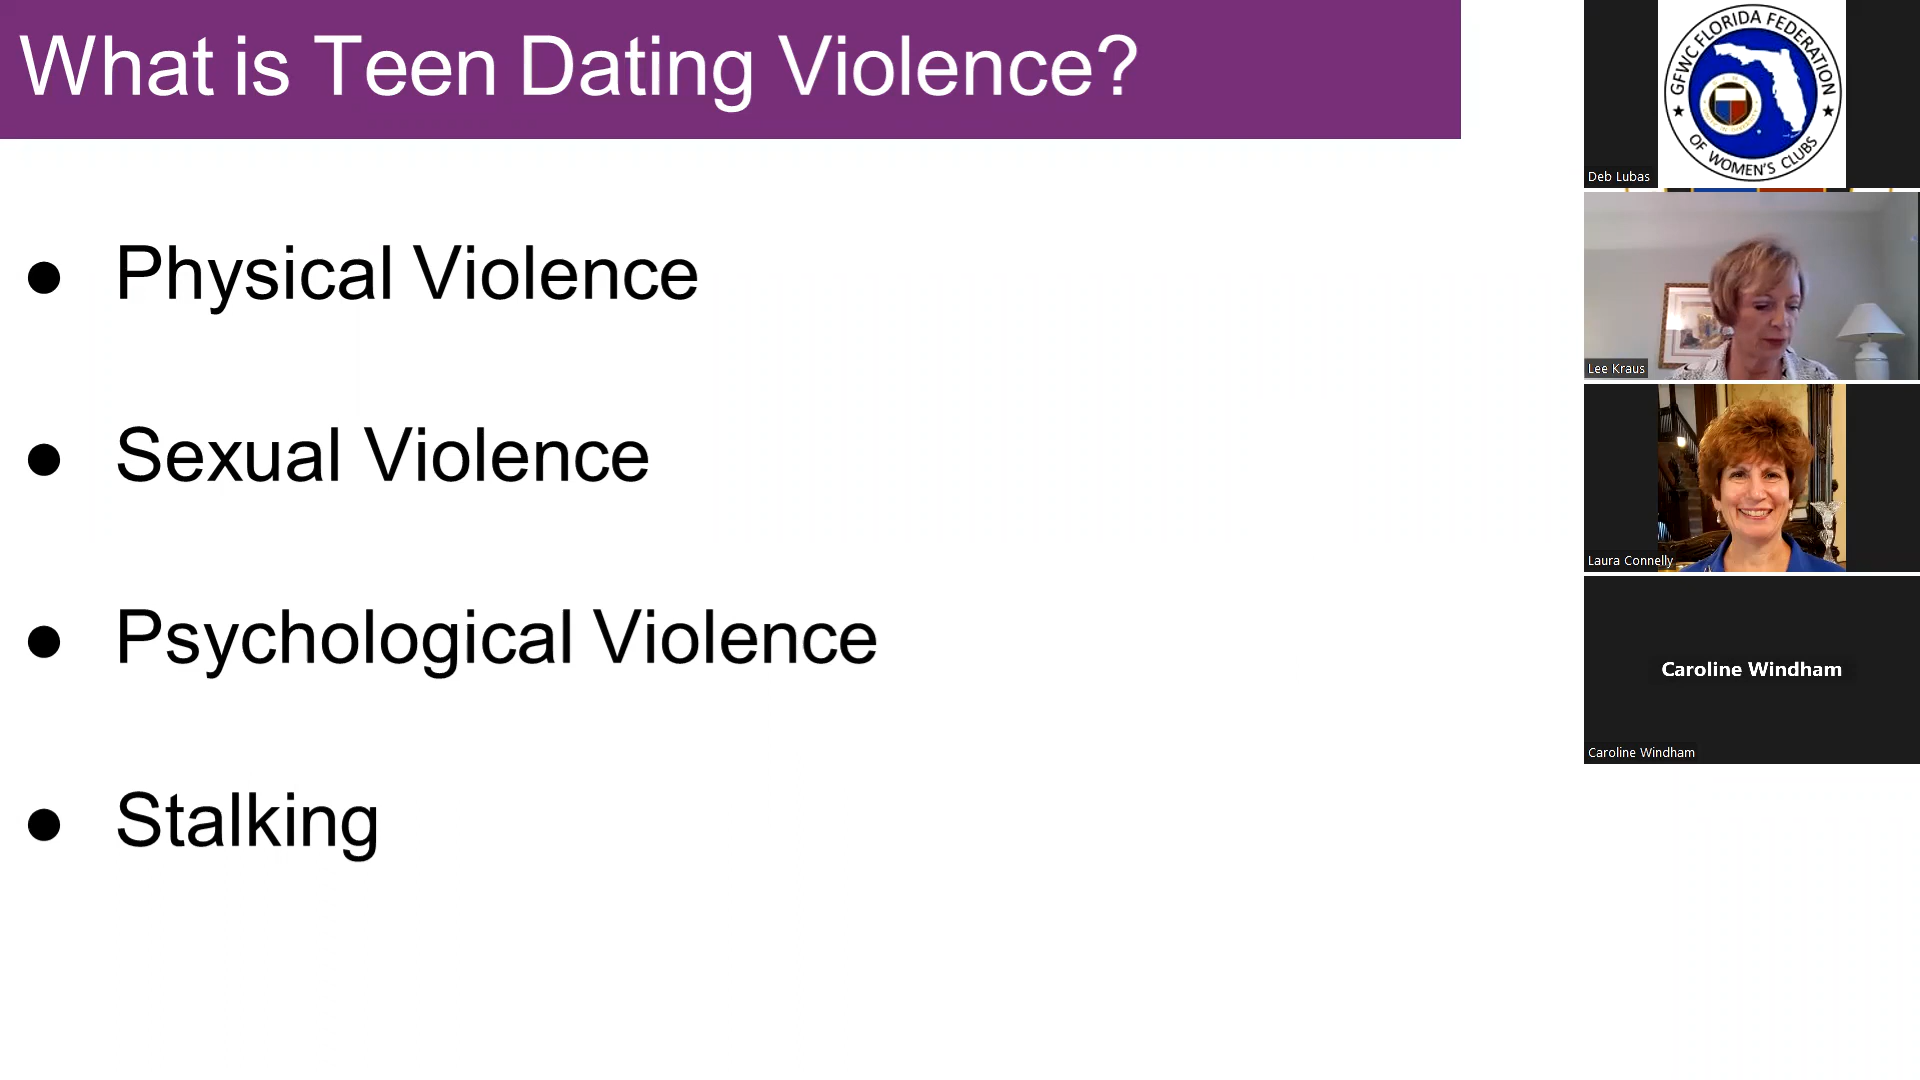 What is Teen Dating Violence?
● Physical Violence
● Sexual Violence
● Psychological Violence
● Stalking
GFWC FLORIDA FEDERATION
★ ★
OF WOMEN'S CLUBS
Deb Lubas
Lee Kraus
Laura Connelly
Caroline Windham
Caroline Windham